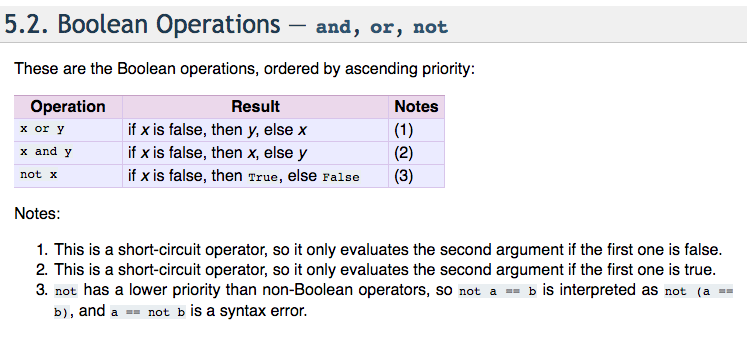 5.2. Boolean Operations — and, or, not
These are the Boolean operations, ordered by ascending priority:
Operation Result Notes
x or y if x is false, then y, else x (1)
x and y if x is false, then x, else y (2)
not x if x is false, then True, else False (3)
Notes:
1. This is a short-circuit operator, so it only evaluates the second argument if the first one is false.
2. This is a short-circuit operator, so it only evaluates the second argument if the first one is true.
3. not has a lower priority than non-Boolean operators, so not a == b is interpreted as not (a ==
b), and a == not b is a syntax error.